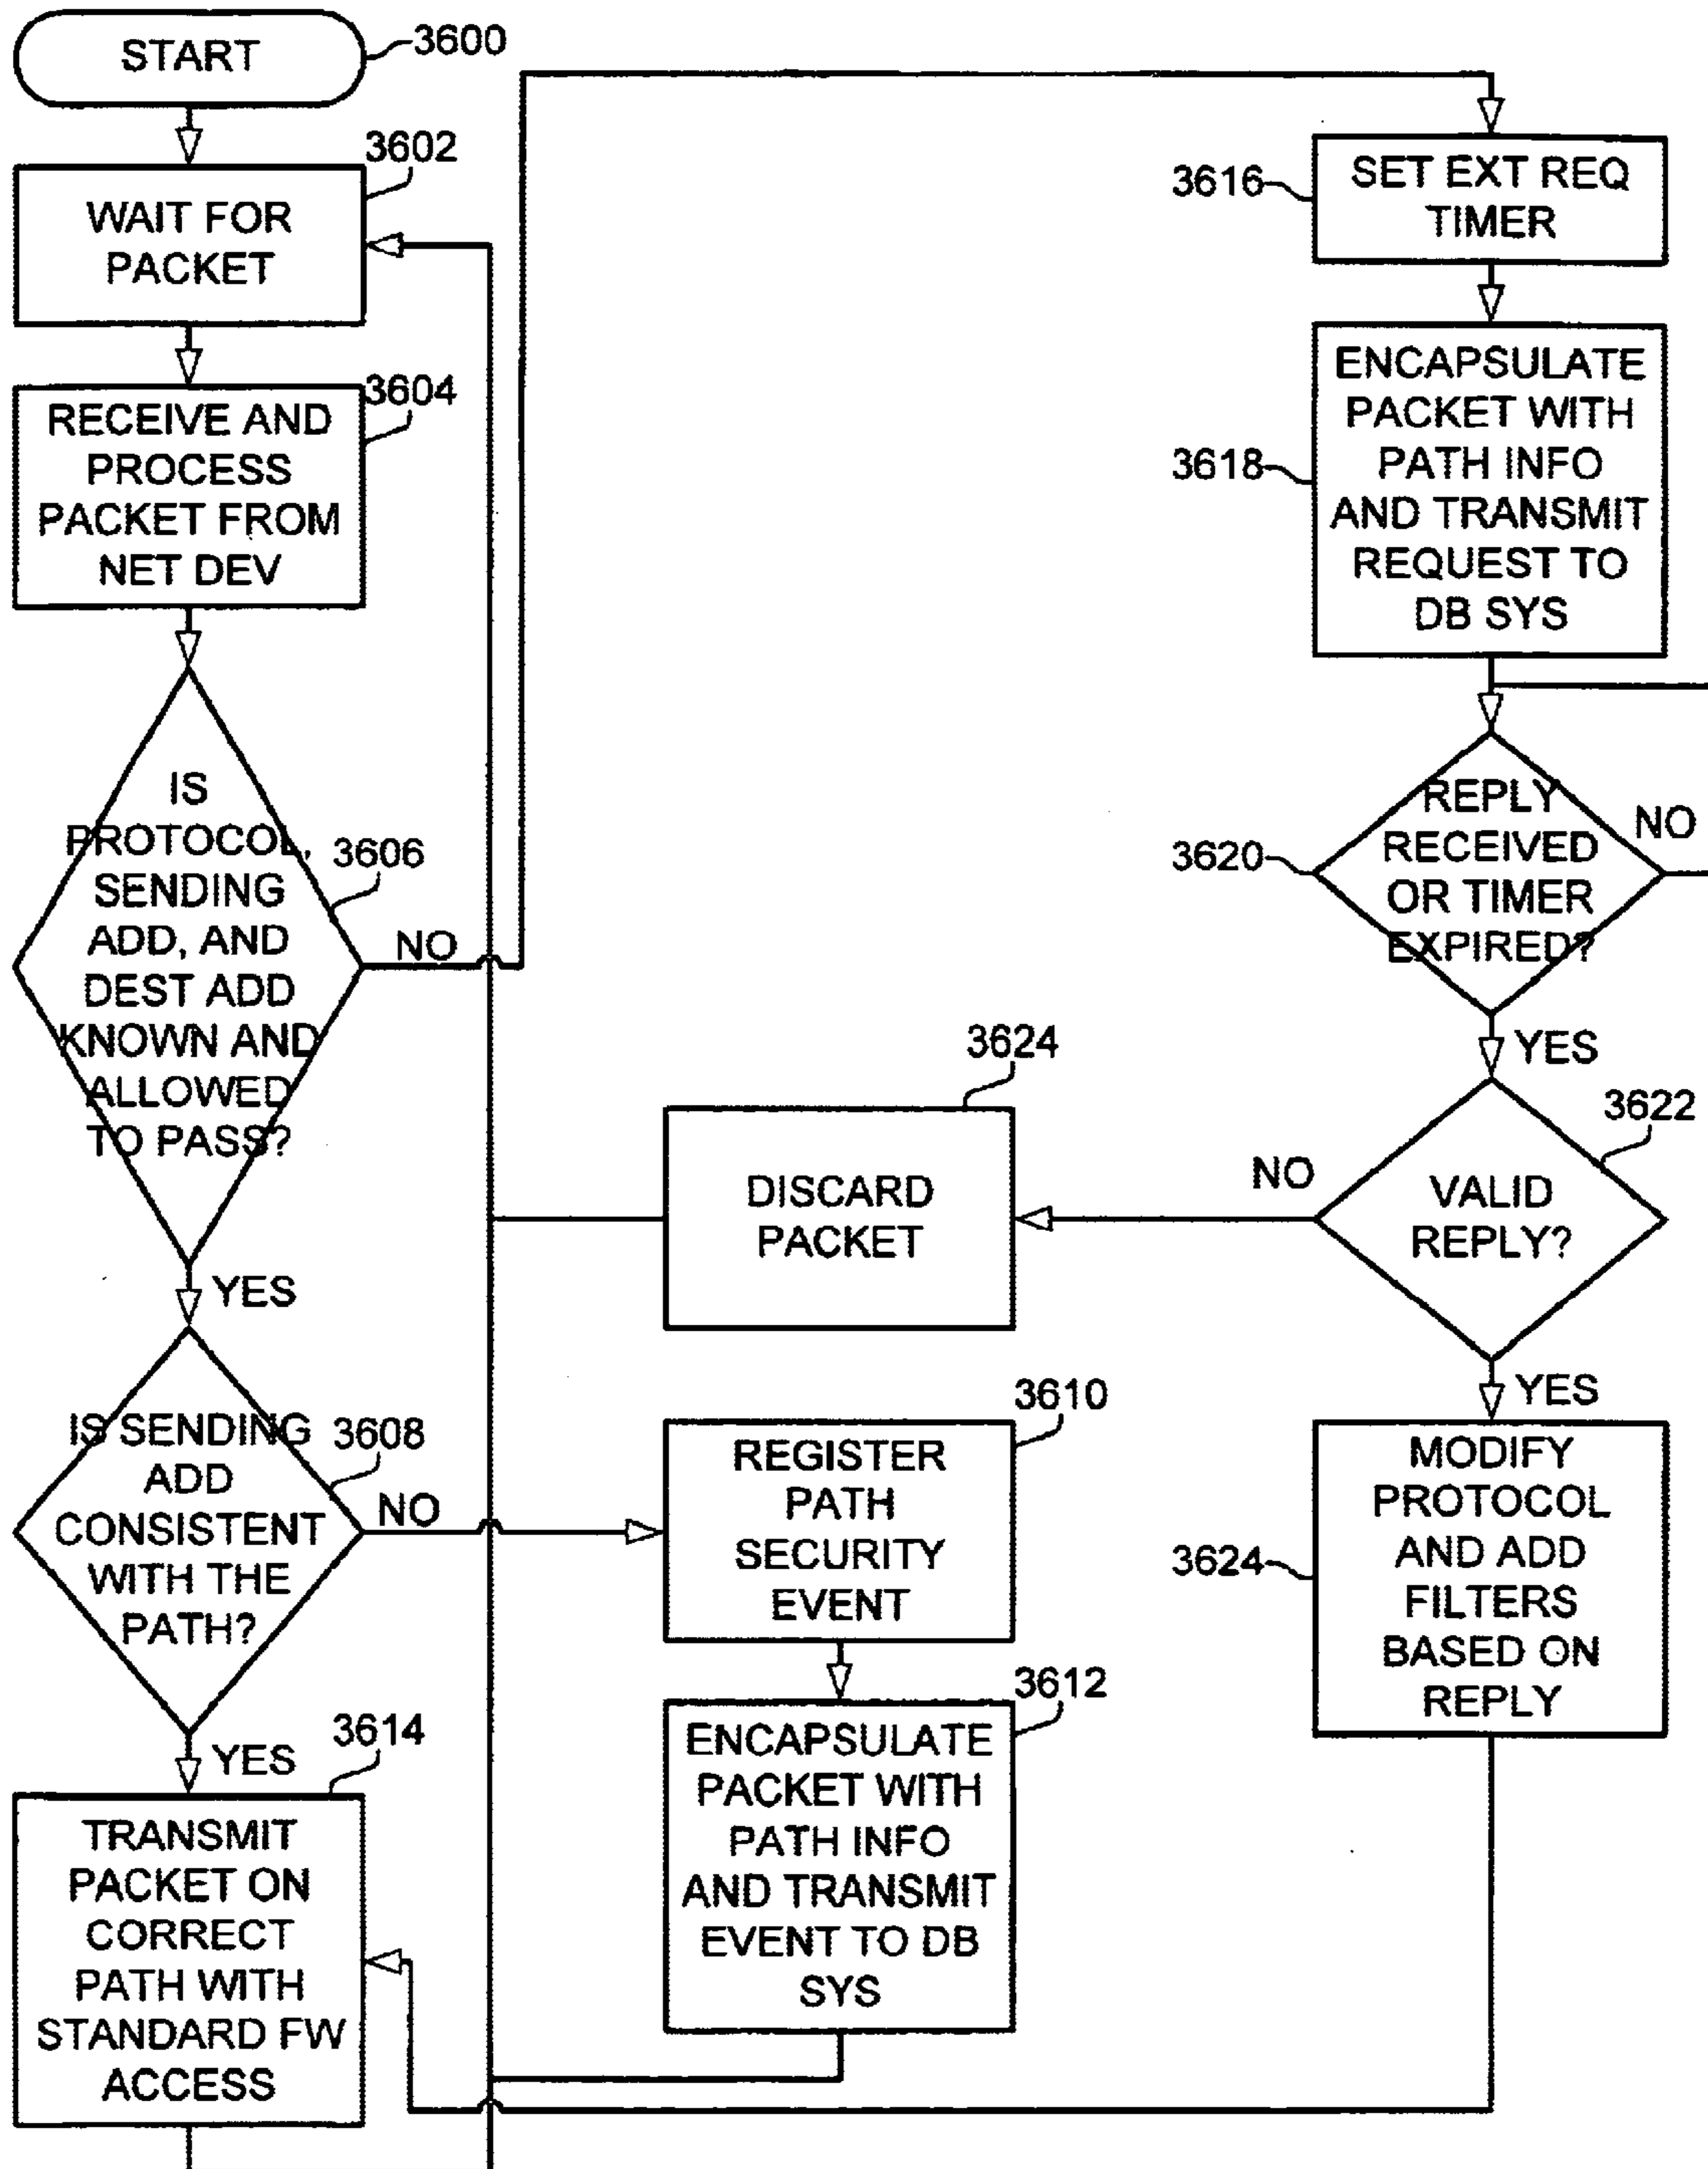 START
3600
3602
WAIT FOR
PACKET
3604
RECEIVE AND
PROCESS
PACKET FROM
NET DEV
IS
PROTOCOL,
SENDING
ADD, AND
DEST ADD
KNOWN AND
ALLOWED
TO PASS?
3606
NO
YES
IS SENDING
ADD
CONSISTENT
WITH THE
PATH?
3608
NO
YES
3614
TRANSMIT
PACKET ON
CORRECT
PATH WITH
STANDARD FW
ACCESS
3624
DISCARD
PACKET
3610
REGISTER
PATH
SECURITY
EVENT
3612
ENCAPSULATE
PACKET WITH
PATH INFO
AND TRANSMIT
EVENT TO DB
SYS
3616
SET EXT REQ
TIMER
3618
ENCAPSULATE
PACKET WITH
PATH INFO
AND TRANSMIT
REQUEST TO
DB SYS
3620
REPLY
RECEIVED
OR TIMER
EXPIRED?
NO
YES
3622
VALID
REPLY?
NO
YES
3624
MODIFY
PROTOCOL
AND ADD
FILTERS
BASED ON
REPLY